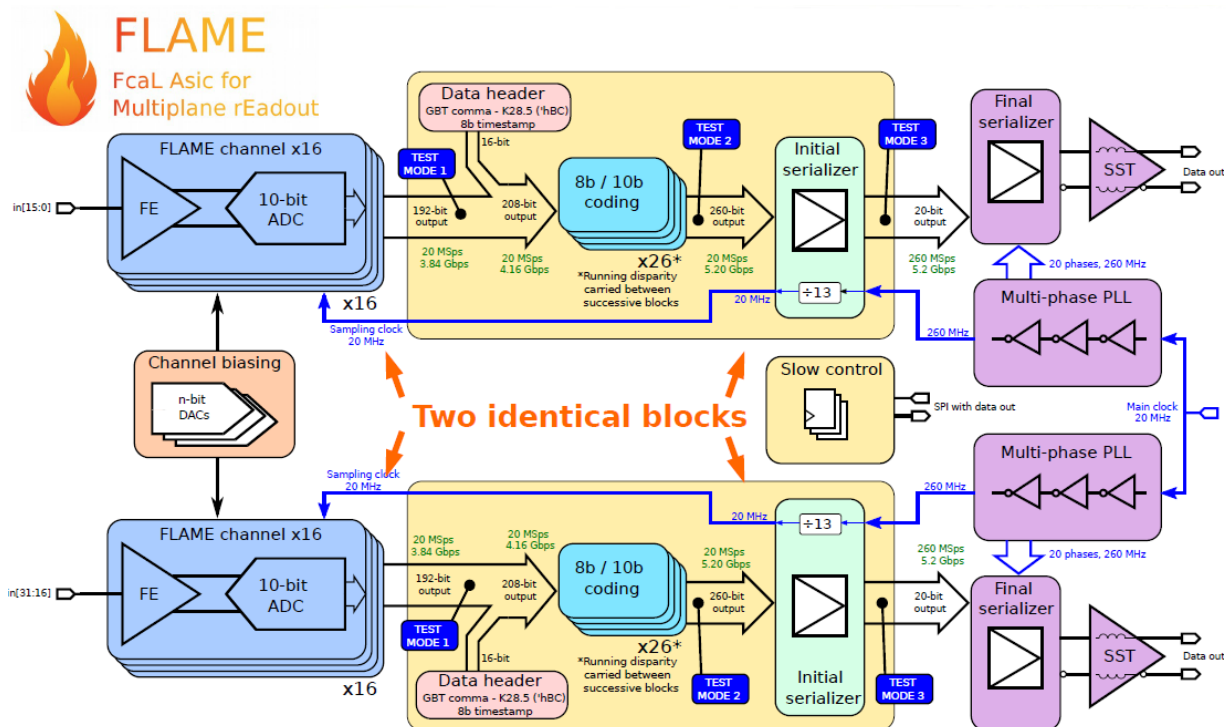 FLAME
FcaL Asic for
Multiplane rEadout
FLAME channel x16
FE
10-bit
ADC
in[15:0]
x16
Data header
GBT comma - K28.5 ('hBC)
8b timestamp
16-bit
TEST
MODE 1
192-bit
output
20 MSps
3.84 Gbps
208-bit
output
20 MSps
4.16 Gbps
8b / 10b
coding
x26*
*Running disparity
carried between
successive blocks
TEST
MODE 2
260-bit
output
20 MSps
5.20 Gbps
Initial
serializer
÷13
20 MHz
Sampling clock
20 MHz
TEST
MODE 3
20-bit
output
260 MSps
5.2 Gbps
260 MHz
Final
serializer
SST
Data out
20 phases, 260 MHz
Multi-phase PLL
Channel biasing
n-bit
DACs
Two identical blocks
Slow control
SPI with data out
Main clock
20 MHz
Multi-phase PLL
260 MHz
20 phases, 260 MHz
Sampling clock
20 MHz
20 MHz
÷13
FLAME channel x16
FE
10-bit
ADC
in[31:16]
x16
20 MSps
3.84 Gbps
192-bit
output
TEST
MODE 1
20 MSps
4.16 Gbps
208-bit
output
16-bit
Data header
GBT comma - K28.5 ('hBC)
8b timestamp
8b / 10b
coding
x26*
*Running disparity
carried between
successive blocks
20 MSps
5.20 Gbps
260-bit
output
TEST
MODE 2
Initial
serializer
260 MSps
5.2 Gbps
20-bit
output
TEST
MODE 3
Final
serializer
SST
Data out